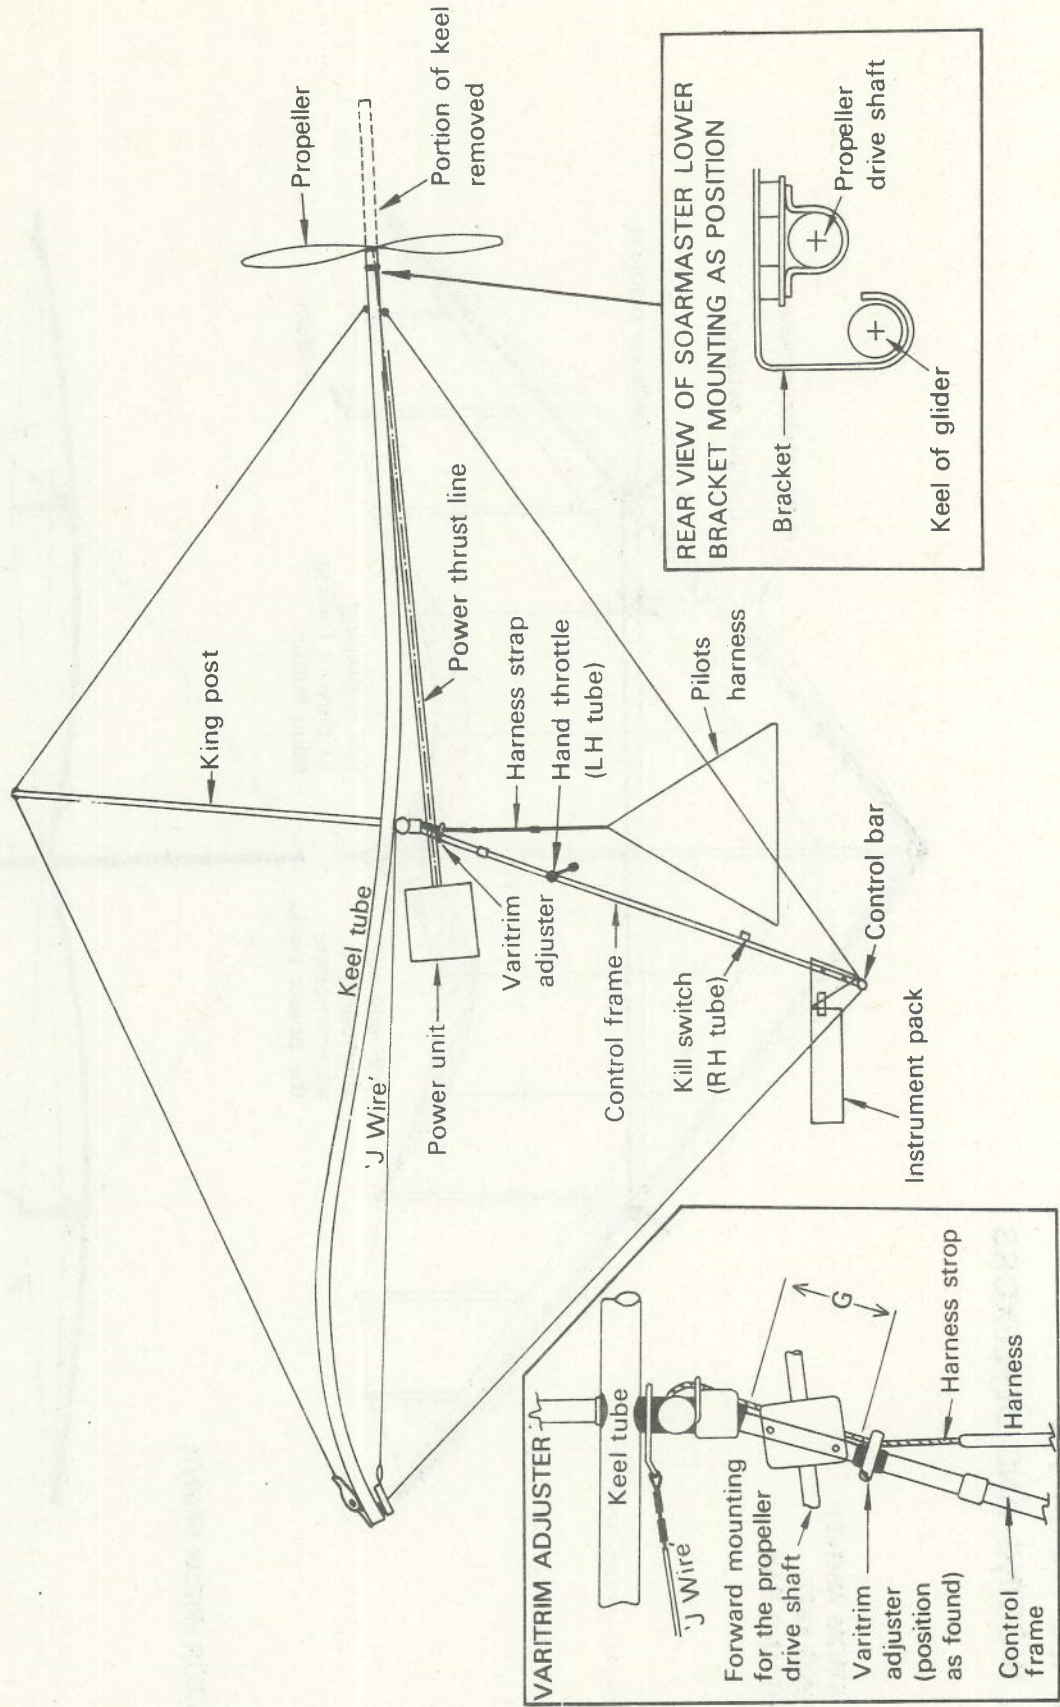 Propeller
Portion of keel
removed
King post
Keel tube
'J Wire'
Power unit
Power thrust line
Varitrim
adjuster
Harness strap
Hand throttle
(LH tube)
Control frame
Kill switch
(RH tube)
Pilots
harness
Control bar
Instrument pack
VARITRIM ADJUSTER
Keel tube
'J Wire'
Forward mounting
for the propeller
drive shaft
G
Varitrim
adjuster
(position
as found)
Harness strop
Harness
Control
frame
REAR VIEW OF SOARMASTER LOWER
BRACKET MOUNTING AS POSITION
Bracket
Propeller
drive shaft
Keel of glider